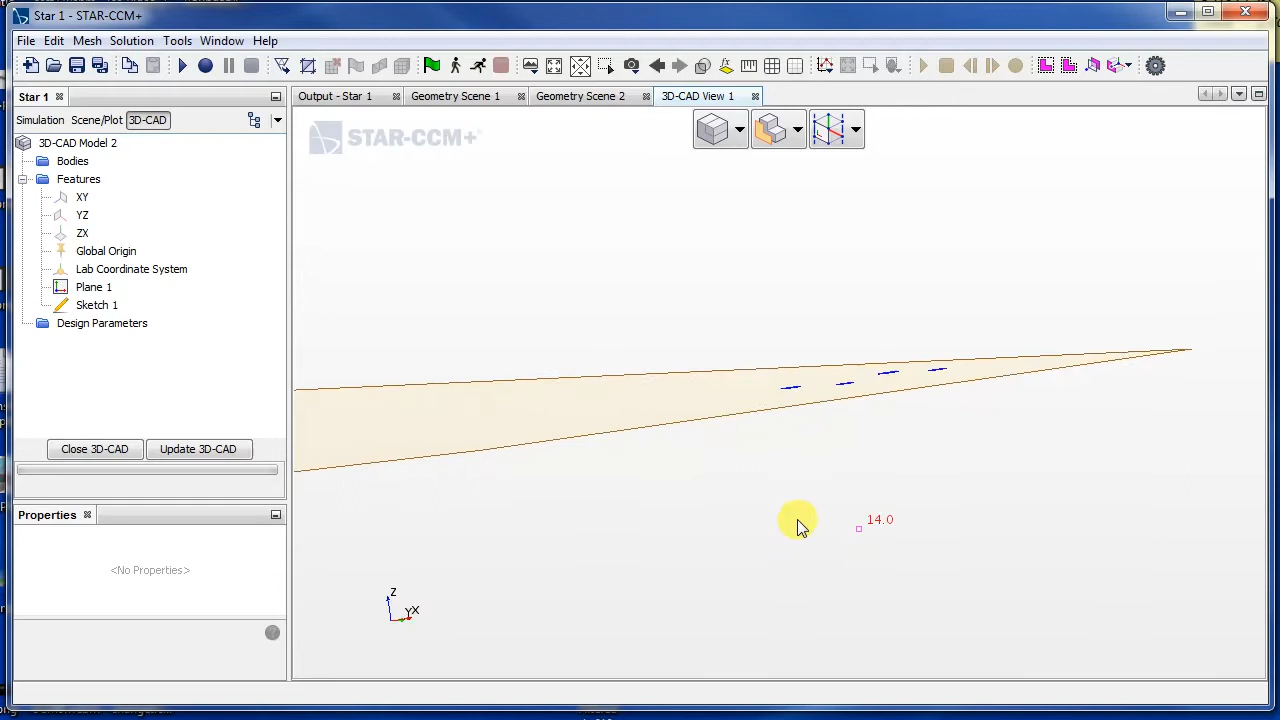 Star 1 - STAR-CCM+
File Edit Mesh Solution Tools Window Help
Star 1
Output - Star 1 Geometry Scene 1 Geometry Scene 2 3D-CAD View 1
Simulation Scene/Plot 3D-CAD
STAR-CCM+
3D-CAD Model 2
Bodies
Features
XY
YZ
ZX
Global Origin
Lab Coordinate System
Plane 1
Sketch 1
Design Parameters
Close 3D-CAD Update 3D-CAD
Properties
<No Properties>
14.0
Z
Y X